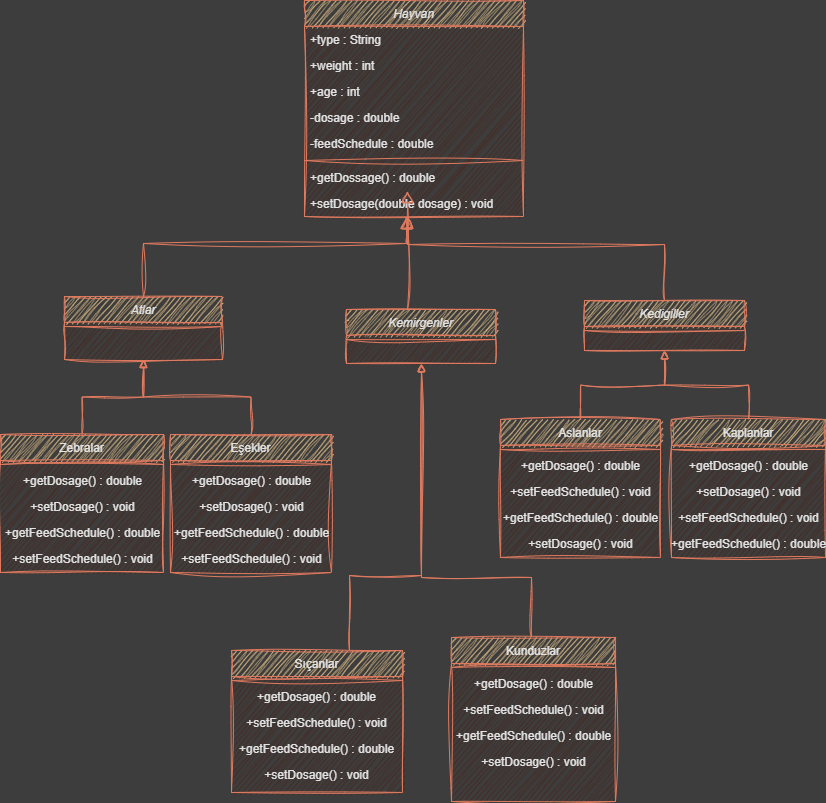 Hayvan
+type : String
+weight : int
+age : int
-dosage : double
-feedSchedule : double
+getDossage() : double
+setDosage(double dosage) : void
Atlar
Kemirgenler
Kedigiller
Zebralar
+getDosage() : double
+setDosage() : void
+getFeedSchedule() : double
+setFeedSchedule() : void
Eşekler
+getDosage() : double
+setDosage() : void
+getFeedSchedule() : double
+setFeedSchedule() : void
Aslanlar
+getDosage() : double
+setFeedSchedule() : void
+getFeedSchedule() : double
+setDosage() : void
Kaplanlar
+getDosage() : double
+setDosage() : void
+setFeedSchedule() : void
+getFeedSchedule() : double
Sıçanlar
+getDosage() : double
+setFeedSchedule() : void
+getFeedSchedule() : double
+setDosage() : void
Kunduzlar
+getDosage() : double
+setFeedSchedule() : void
+getFeedSchedule() : double
+setDosage() : void